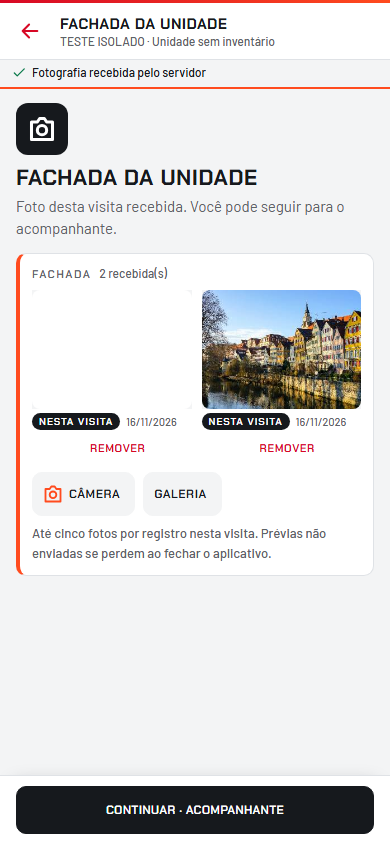 FACHADA DA UNIDADE
TESTE ISOLADO · Unidade sem inventário
Fotografia recebida pelo servidor
FACHADA DA UNIDADE
Foto desta visita recebida. Você pode seguir para o
acompanhante.
FACHADA 2 recebida(s)
NESTA VISITA 16/11/2026
NESTA VISITA 16/11/2026
REMOVER
REMOVER
CÂMERA
GALERIA
Até cinco fotos por registro nesta visita. Prévias não
enviadas se perdem ao fechar o aplicativo.
CONTINUAR · ACOMPANHANTE